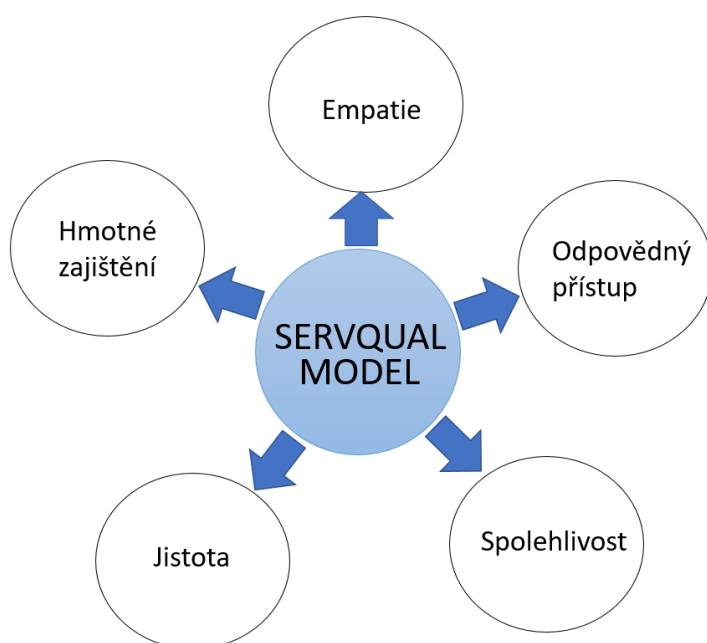 Empatie
Hmotné
zajištění
Odpovědný
přístup
SERVQUAL
MODEL
Jistota
Spolehlivost